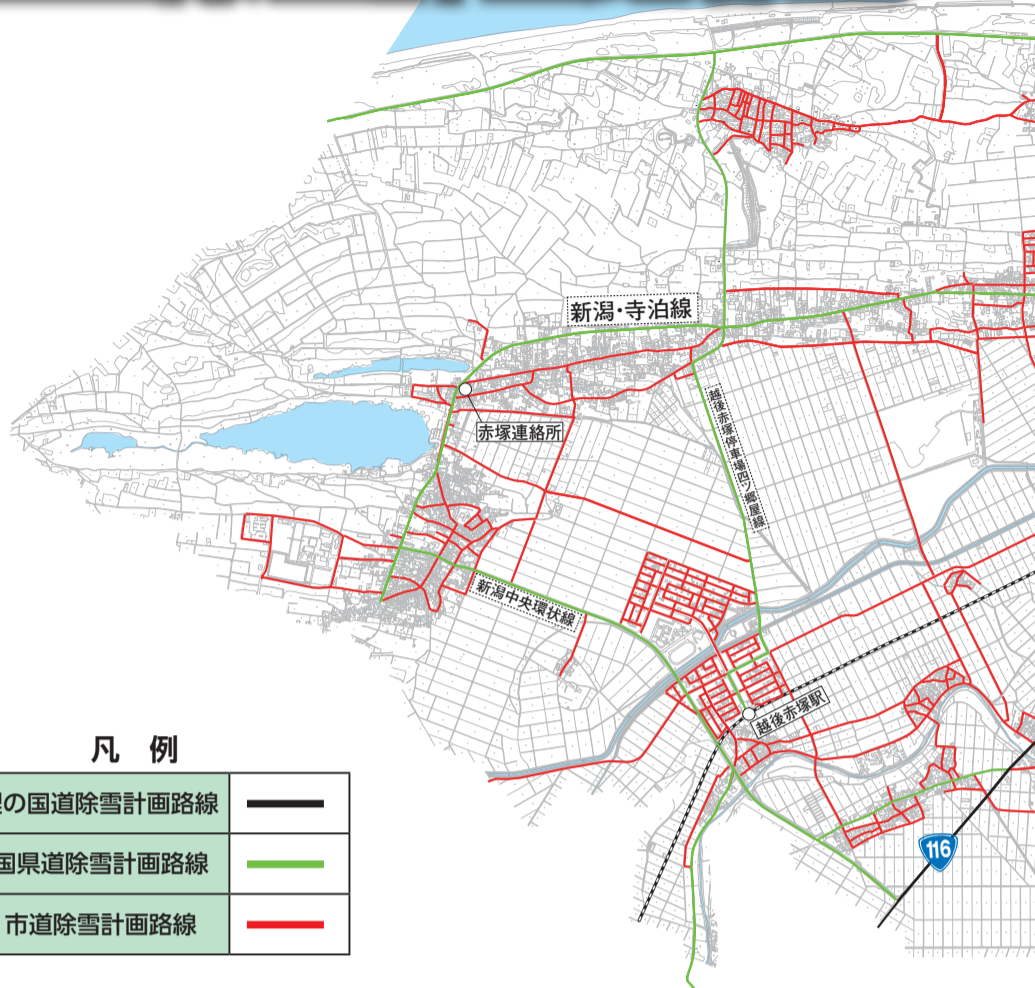 新潟・寺泊線
赤塚連絡所
越後赤塚停車場四ツ郷屋線
新潟中央環状線
越後赤塚駅
116
凡 例
の国道除雪計画路線
国県道除雪計画路線
市道除雪計画路線